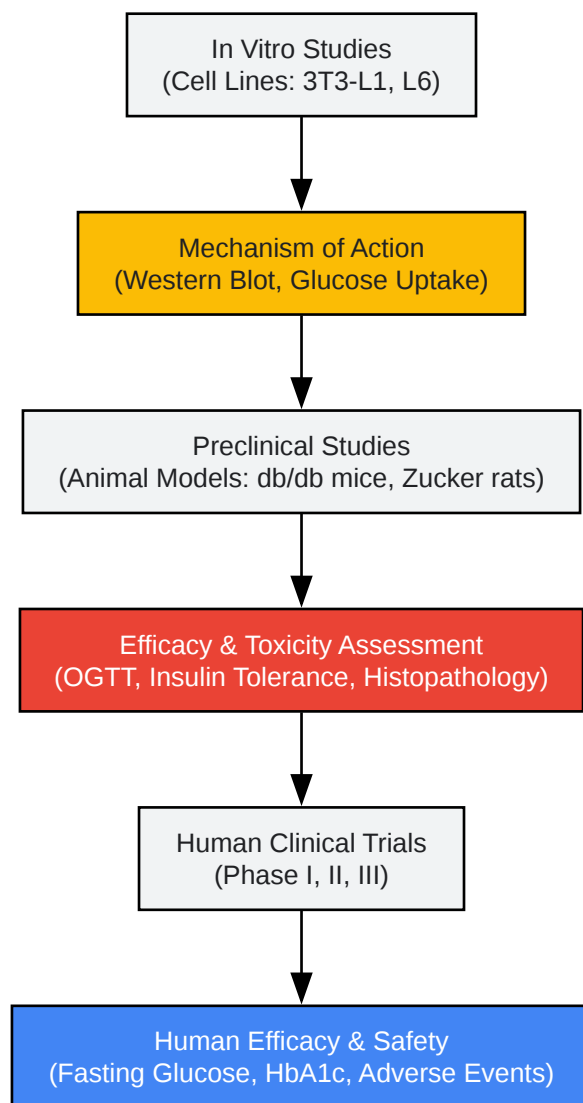 In Vitro Studies
(Cell Lines: 3T3-L1, L6)
Mechanism of Action
(Western Blot, Glucose Uptake)
Preclinical Studies
(Animal Models: db/db mice, Zucker rats)
Efficacy & Toxicity Assessment
(OGTT, Insulin Tolerance, Histopathology)
Human Clinical Trials
(Phase I, II, III)
Human Efficacy & Safety
(Fasting Glucose, HbA1c, Adverse Events)